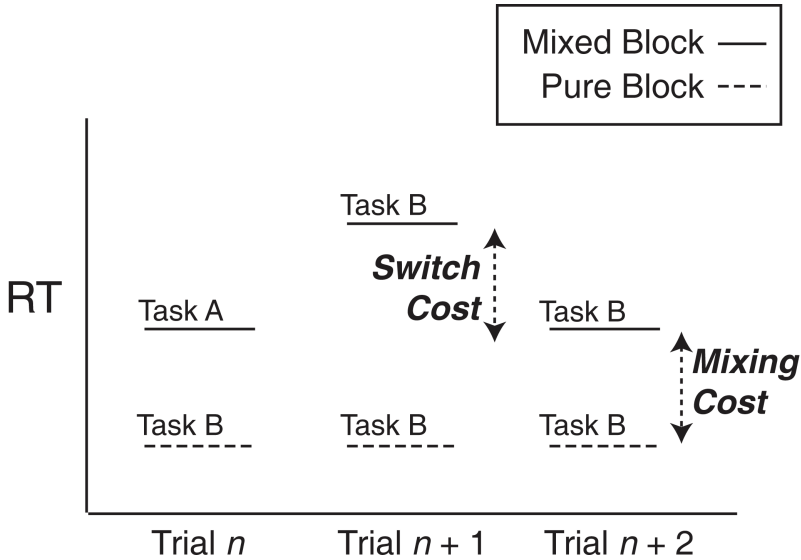 Mixed Block
Pure Block
Task B
Switch
Cost
RT
Task A
Task B
Mixing
Cost
Task B
Task B
Task B
Trial n
Trial n + 1
Trial n + 2